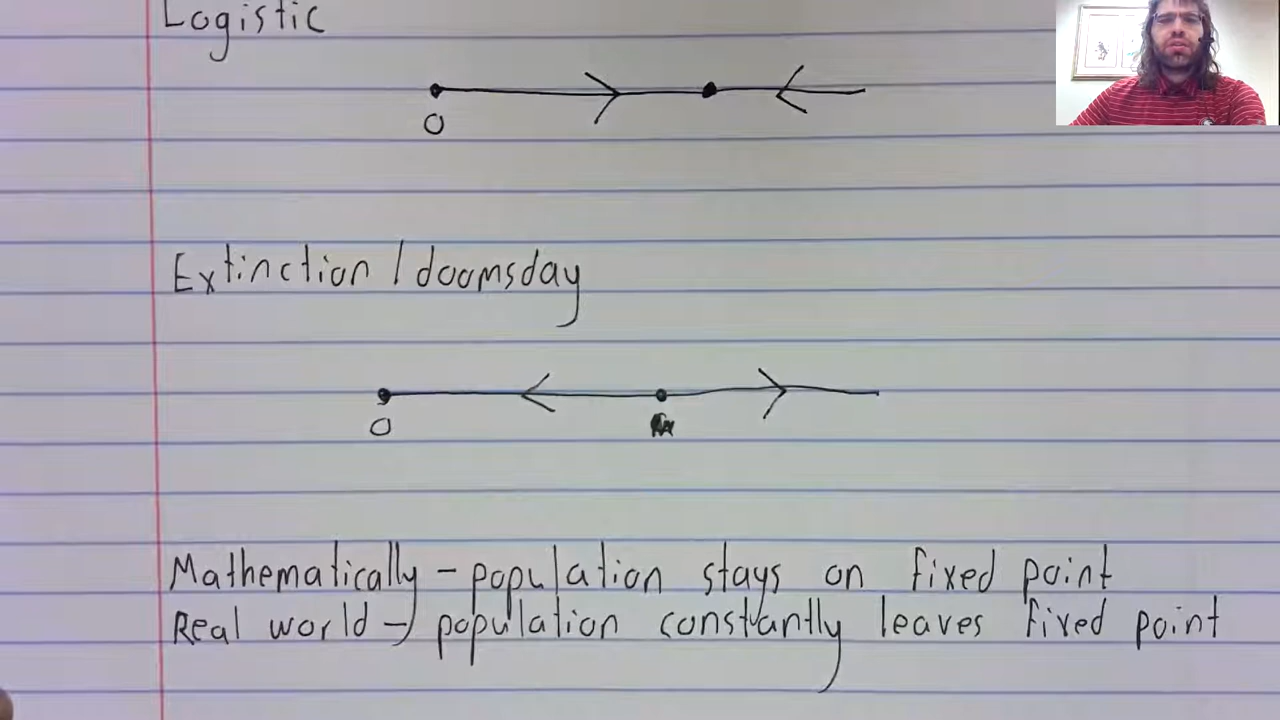 Logistic
0
Extinction / doomsday
0
Mathematically - population stays on fixed point
Real world - population constantly leaves fixed point